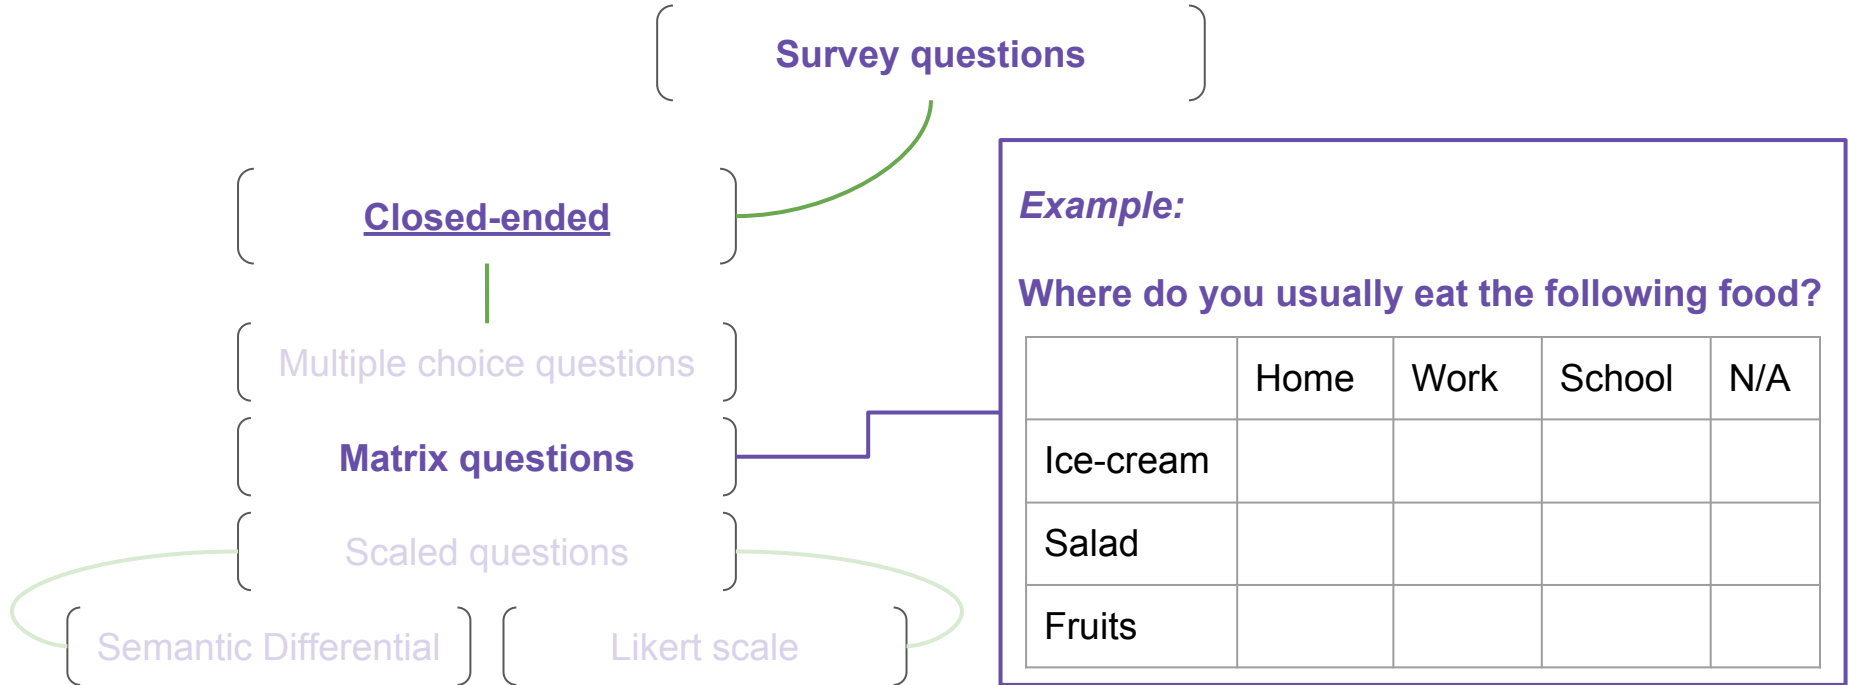 Survey questions
Closed-ended
Multiple choice questions
Matrix questions
Scaled questions
Semantic Differential
Likert scale
Example:
Where do you usually eat the following food?
Home Work School N/A
Ice-cream
Salad
Fruits